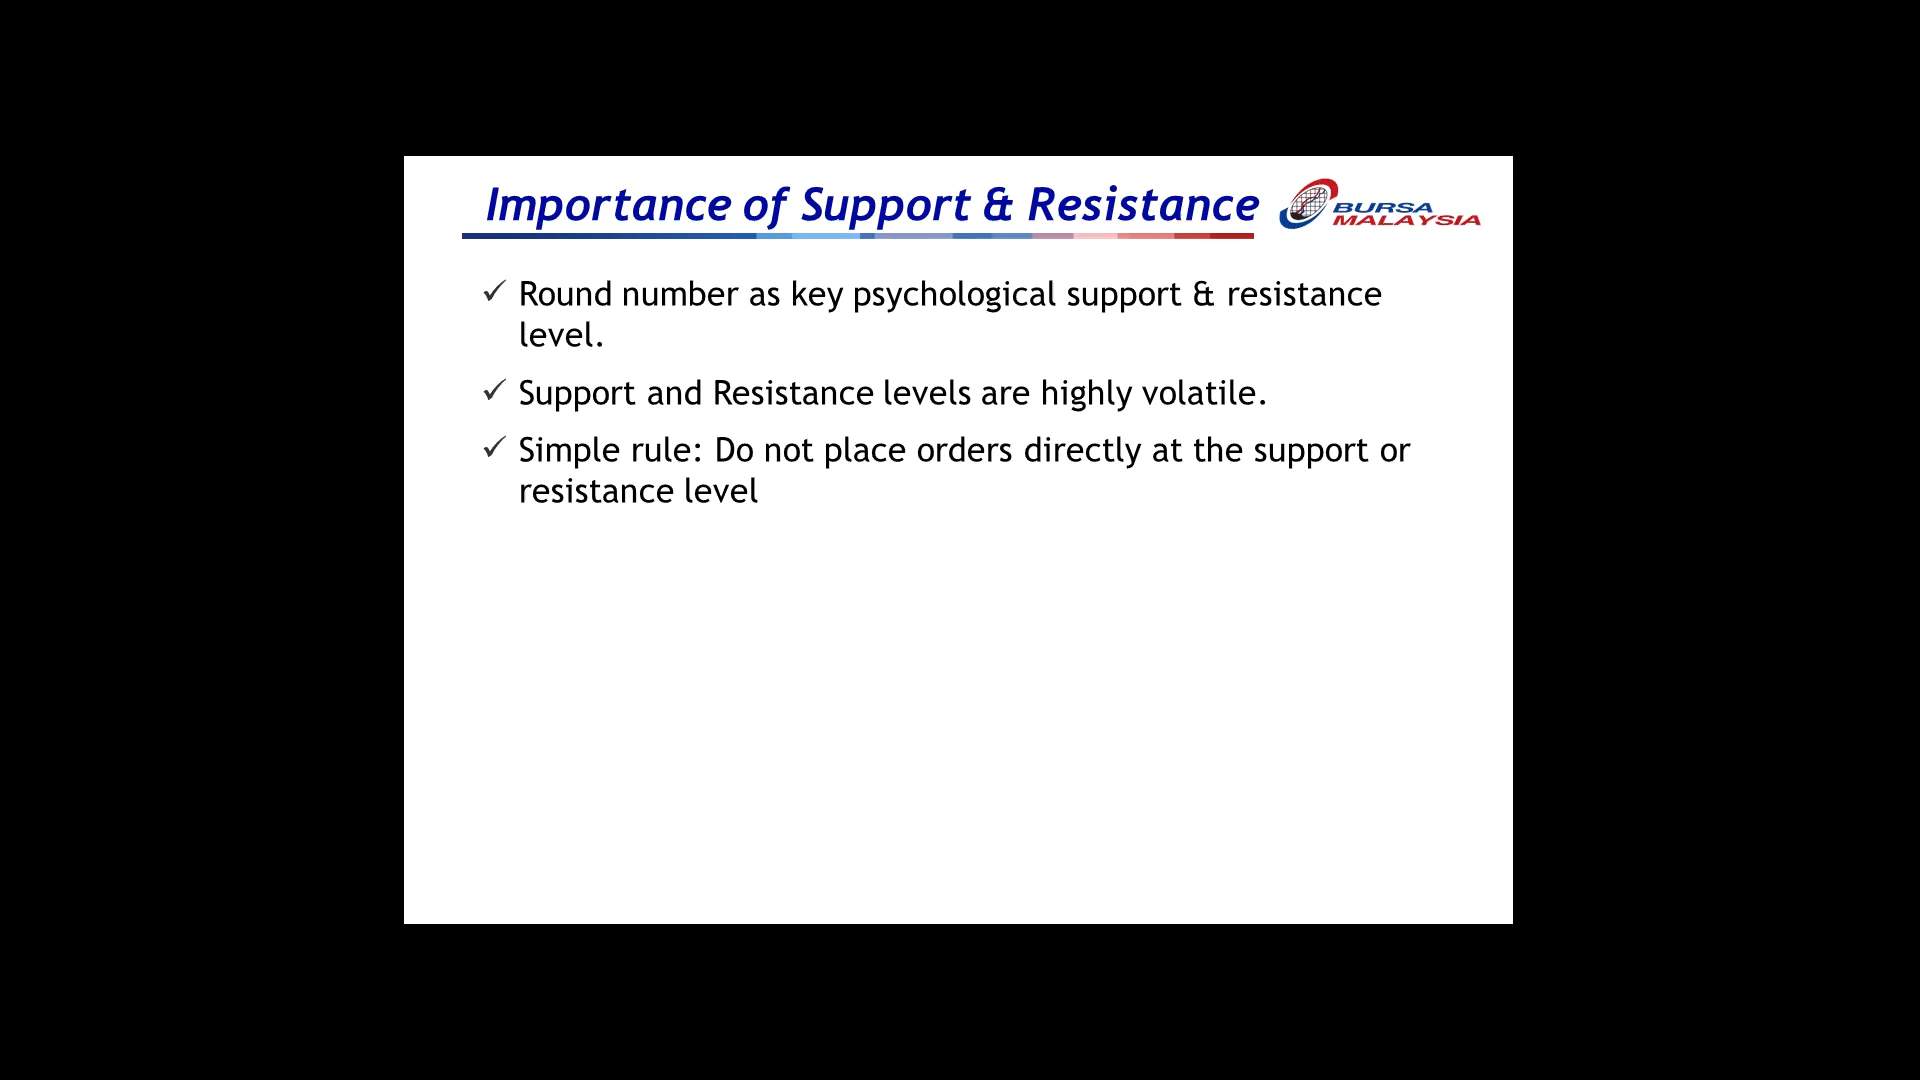 Importance of Support & Resistance
BURSA
MALAYSIA
✓ Round number as key psychological support & resistance
level.
✓ Support and Resistance levels are highly volatile.
✓ Simple rule: Do not place orders directly at the support or
resistance level